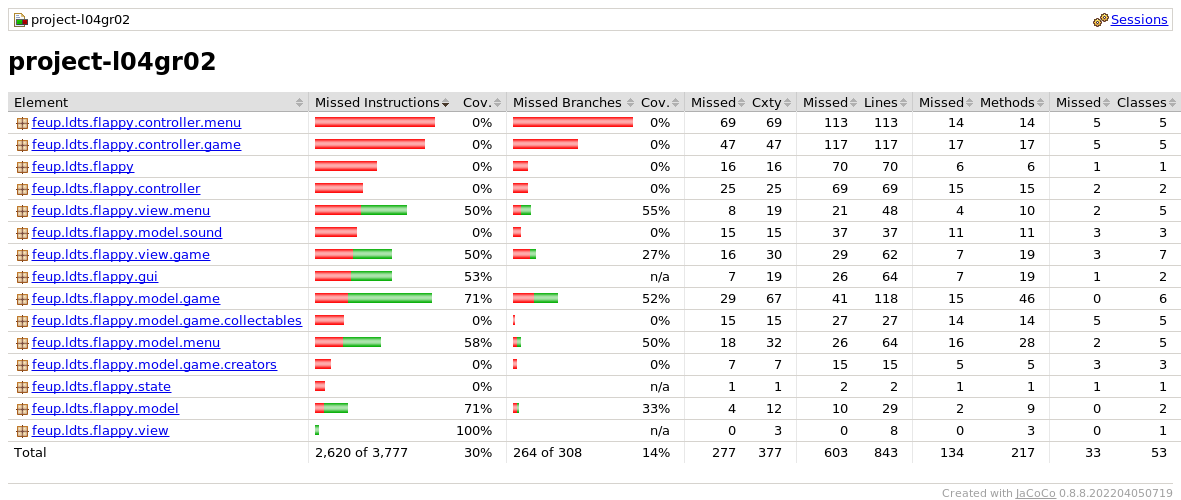 project-l04gr02 Sessions
project-l04gr02
Element Missed Instructions Cov. Missed Branches Cov. Missed Cxty Missed Lines Missed Methods Missed Classes
feup.ldts.flappy.controller.menu 0% 0% 69 69 113 113 14 14 5 5
feup.ldts.flappy.controller.game 0% 0% 47 47 117 117 17 17 5 5
feup.ldts.flappy 0% 0% 16 16 70 70 6 6 1 1
feup.ldts.flappy.controller 0% 0% 25 25 69 69 15 15 2 2
feup.ldts.flappy.view.menu 50% 55% 8 19 21 48 4 10 2 5
feup.ldts.flappy.model.sound 0% 0% 15 15 37 37 11 11 3 3
feup.ldts.flappy.view.game 50% 27% 16 30 29 62 7 19 3 7
feup.ldts.flappy.gui 53% n/a 7 19 26 64 7 19 1 2
feup.ldts.flappy.model.game 71% 52% 29 67 41 118 15 46 0 6
feup.ldts.flappy.model.game.collectables 0% 0% 15 15 27 27 14 14 5 5
feup.ldts.flappy.model.menu 58% 50% 18 32 26 64 16 28 2 5
feup.ldts.flappy.model.game.creators 0% 0% 7 7 15 15 5 5 3 3
feup.ldts.flappy.state 0% n/a 1 1 2 2 1 1 1 1
feup.ldts.flappy.model 71% 33% 4 12 10 29 2 9 0 2
feup.ldts.flappy.view 100% n/a 0 3 0 8 0 3 0 1
Total 2,620 of 3,777 30% 264 of 308 14% 277 377 603 843 134 217 33 53
Created with JaCoCo 0.8.8.202204050719